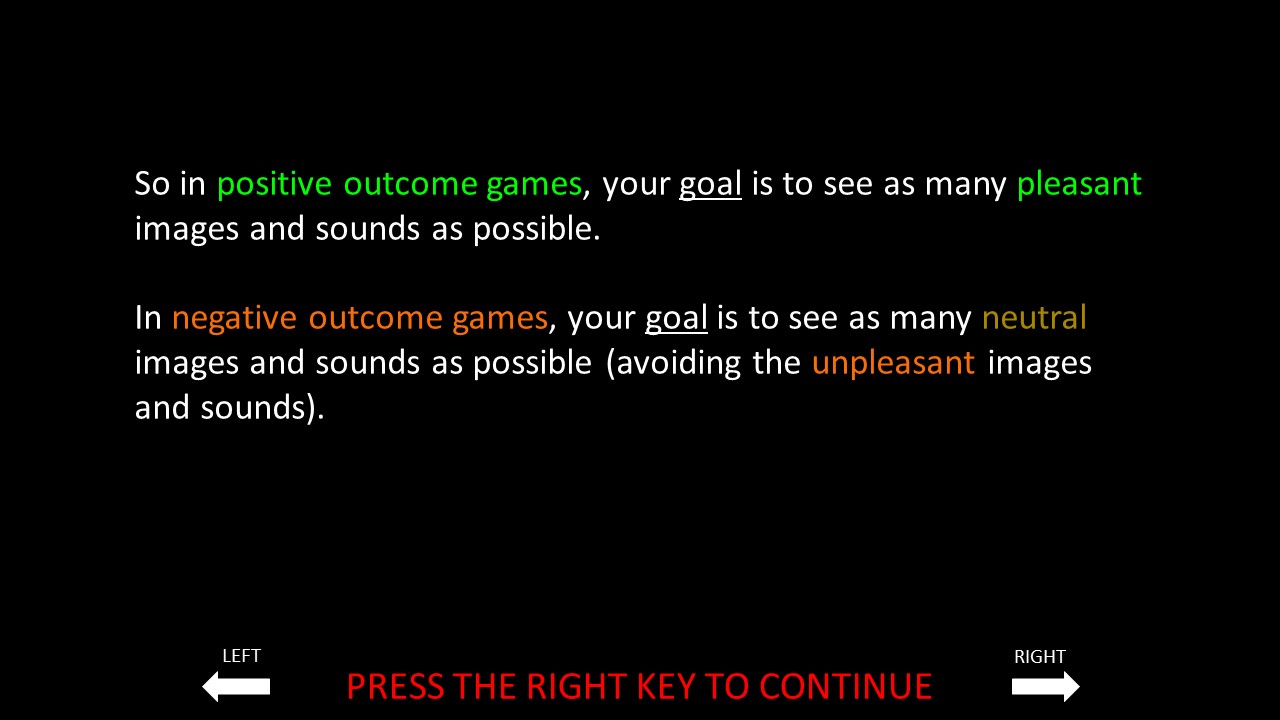 So in positive outcome games, your goal is to see as many pleasant
images and sounds as possible.
In negative outcome games, your goal is to see as many neutral
images and sounds as possible (avoiding the unpleasant images
and sounds).
LEFT
RIGHT
PRESS THE RIGHT KEY TO CONTINUE